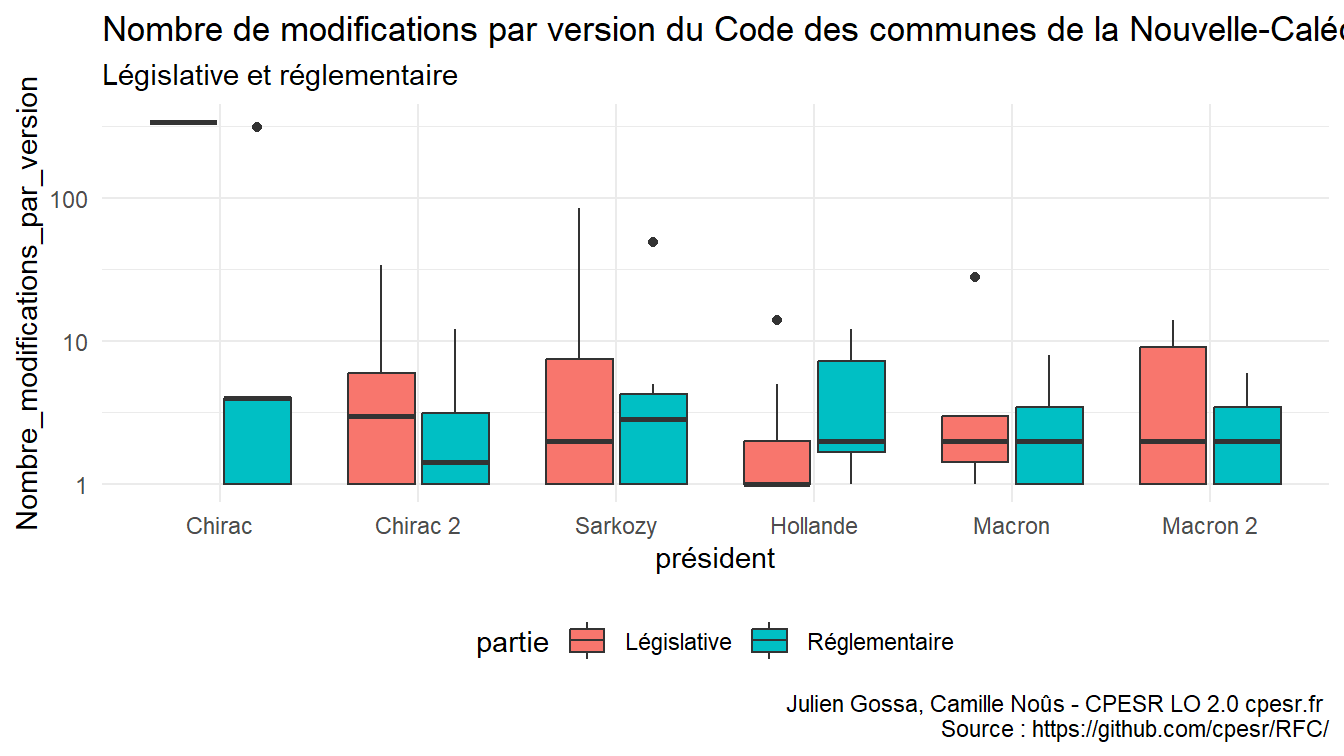 Nombre de modifications par version du Code des communes de la Nouvelle-Calé
Législative et réglementaire
Nombre_modifications_par_version
100
10
1
Chirac
Chirac 2
Sarkozy
Hollande
Macron
Macron 2
président
partie
Législative
Réglementaire
Julien Gossa, Camille Noûs - CPESR LO 2.0 cpesr.fr
Source : https://github.com/cpesr/RFC/